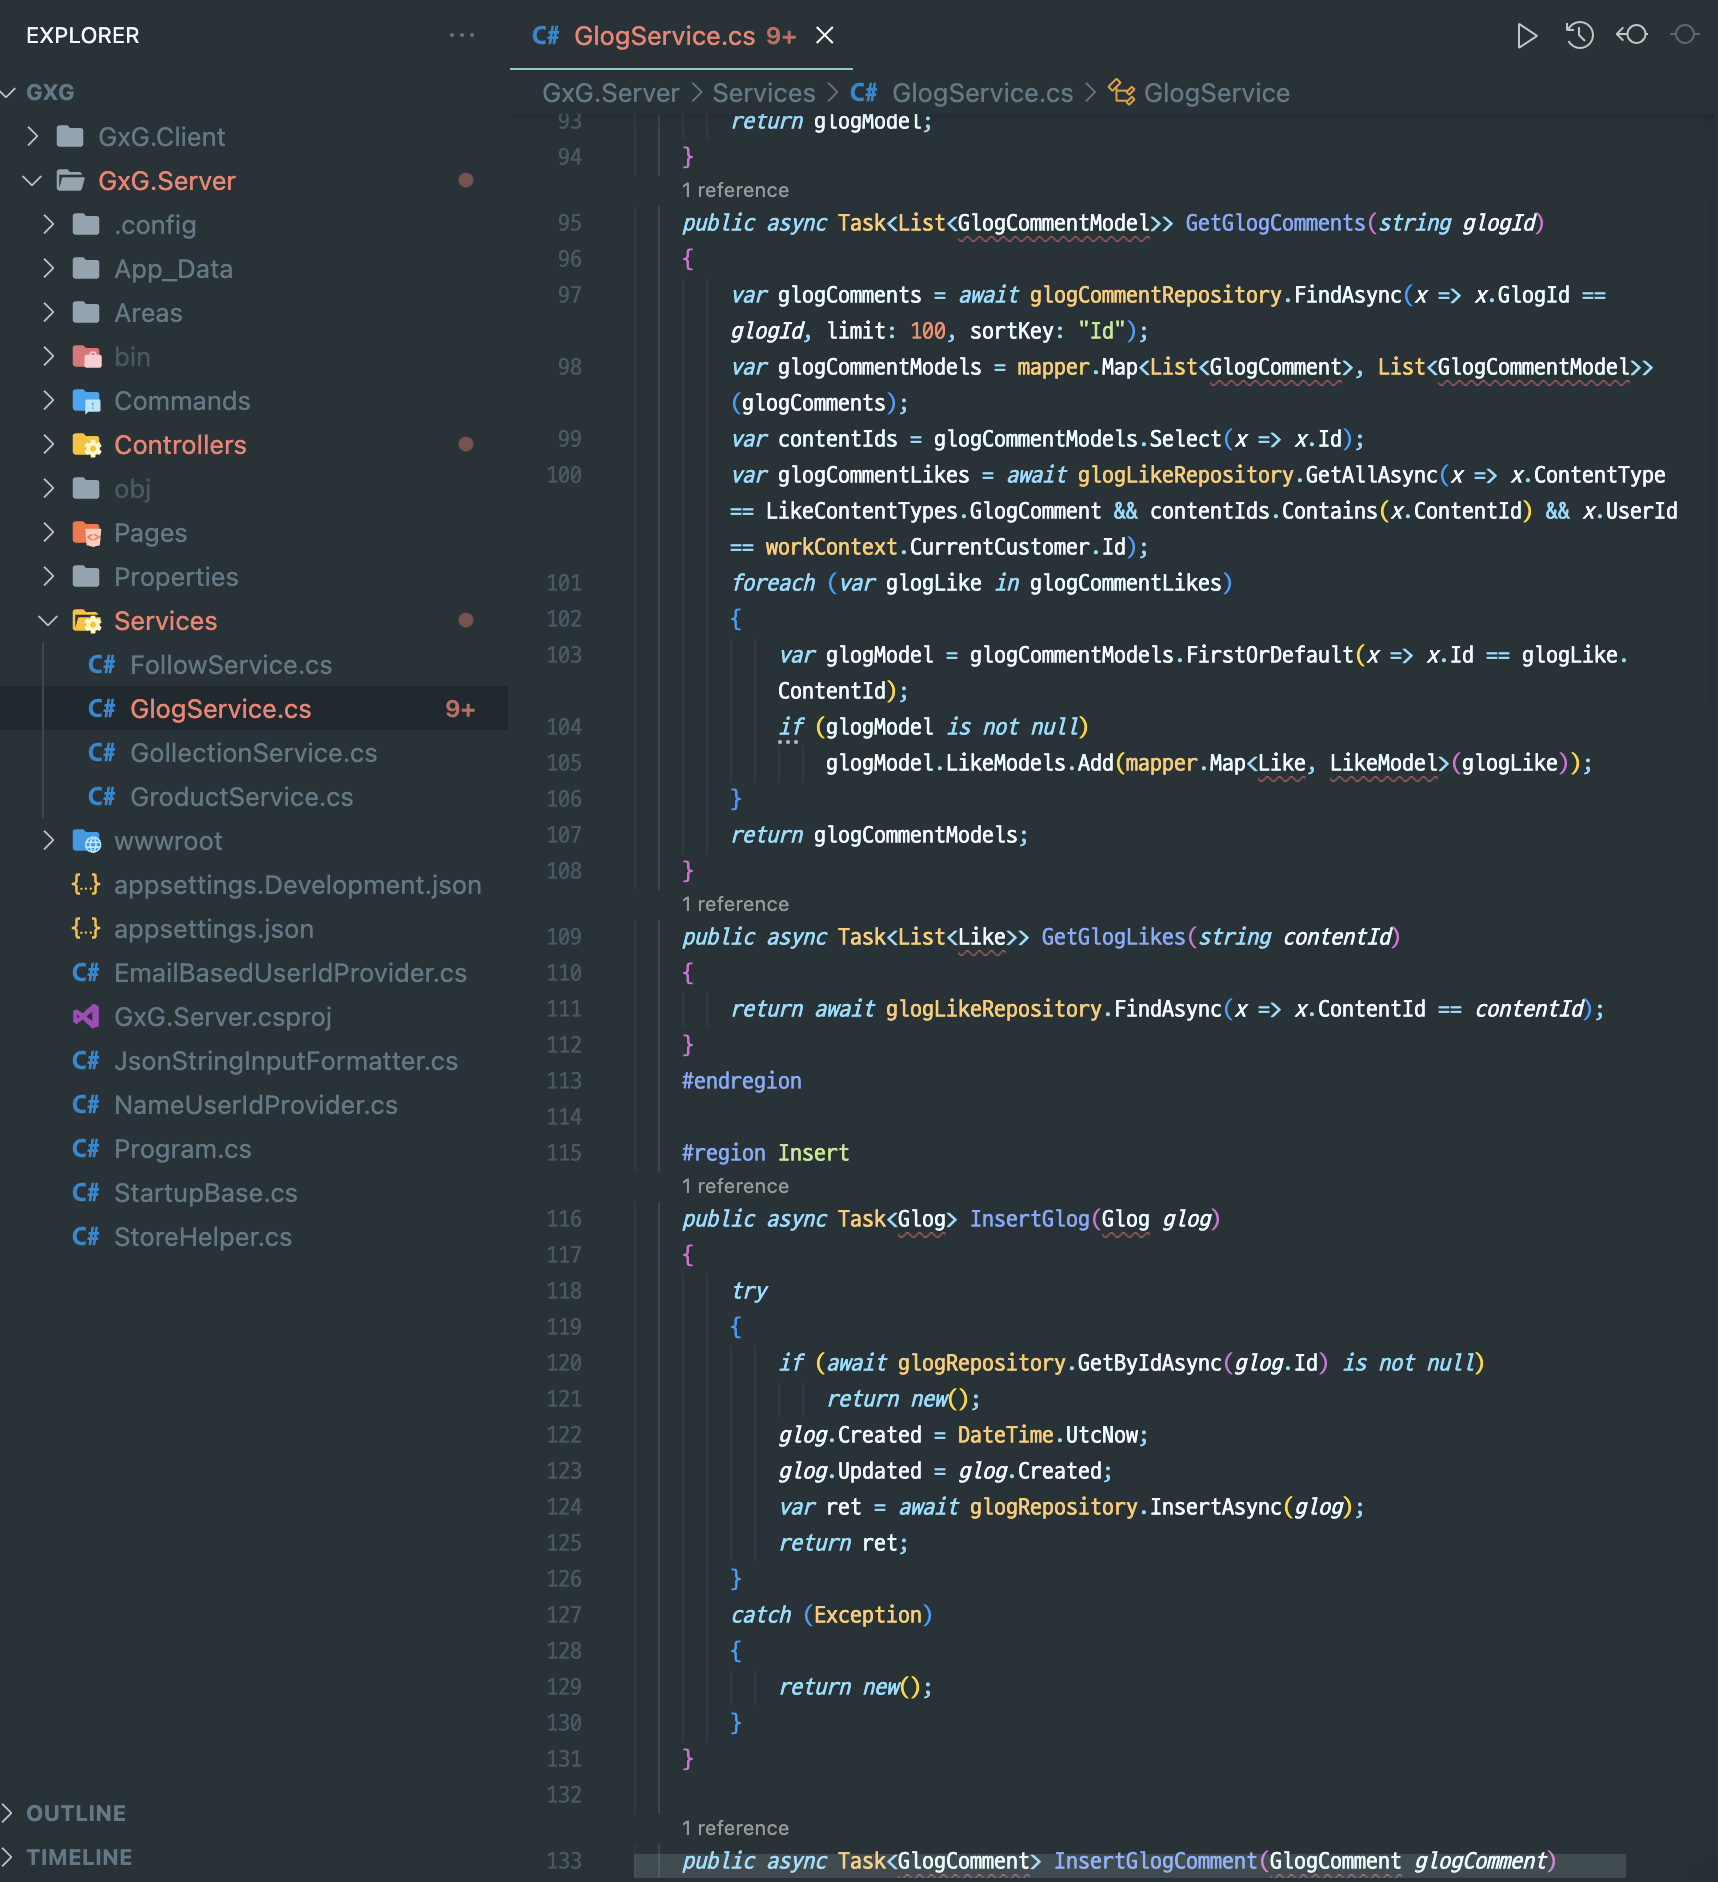 EXPLORER
GXG
GxG.Client
GxG.Server
.config
App_Data
Areas
bin
Commands
Controllers
obj
Pages
Properties
Services
C# FollowService.cs
C# GlogService.cs 9+
C# GollectionService.cs
C# GroductService.cs
wwwroot
{..} appsettings.Development.json
{..} appsettings.json
C# EmailBasedUserIdProvider.cs
GxG.Server.csproj
C# JsonStringInputFormatter.cs
C# NameUserIdProvider.cs
C# Program.cs
C# StartupBase.cs
C# StoreHelper.cs
OUTLINE
TIMELINE
C# GlogService.cs 9+
GxG.Server > Services > C# GlogService.cs > GlogService
93 return glogModel;
94 }
1 reference
95 public async Task<List<GlogCommentModel>> GetGlogComments(string glogId)
96 {
97 var glogComments = await glogCommentRepository.FindAsync(x => x.GlogId ==
glogId, limit: 100, sortKey: "Id");
98 var glogCommentModels = mapper.Map<List<GlogComment>, List<GlogCommentModel>>
(glogComments);
99 var contentIds = glogCommentModels.Select(x => x.Id);
100 var glogCommentLikes = await glogLikeRepository.GetAllAsync(x => x.ContentType
== LikeContentTypes.GlogComment && contentIds.Contains(x.ContentId) && x.UserId
== workContext.CurrentCustomer.Id);
101 foreach (var glogLike in glogCommentLikes)
102 {
103 var glogModel = glogCommentModels.FirstOrDefault(x => x.Id == glogLike.
ContentId);
104 if (glogModel is not null)
105 glogModel.LikeModels.Add(mapper.Map<Like, LikeModel>(glogLike));
106 }
107 return glogCommentModels;
108 }
1 reference
109 public async Task<List<Like>> GetGlogLikes(string contentId)
110 {
111 return await glogLikeRepository.FindAsync(x => x.ContentId == contentId);
112 }
113 #endregion
114
115 #region Insert
1 reference
116 public async Task<Glog> InsertGlog(Glog glog)
117 {
118 try
119 {
120 if (await glogRepository.GetByIdAsync(glog.Id) is not null)
121 return new();
122 glog.Created = DateTime.UtcNow;
123 glog.Updated = glog.Created;
124 var ret = await glogRepository.InsertAsync(glog);
125 return ret;
126 }
127 catch (Exception)
128 {
129 return new();
130 }
131 }
132
1 reference
133 public async Task<GlogComment> InsertGlogComment(GlogComment glogComment)